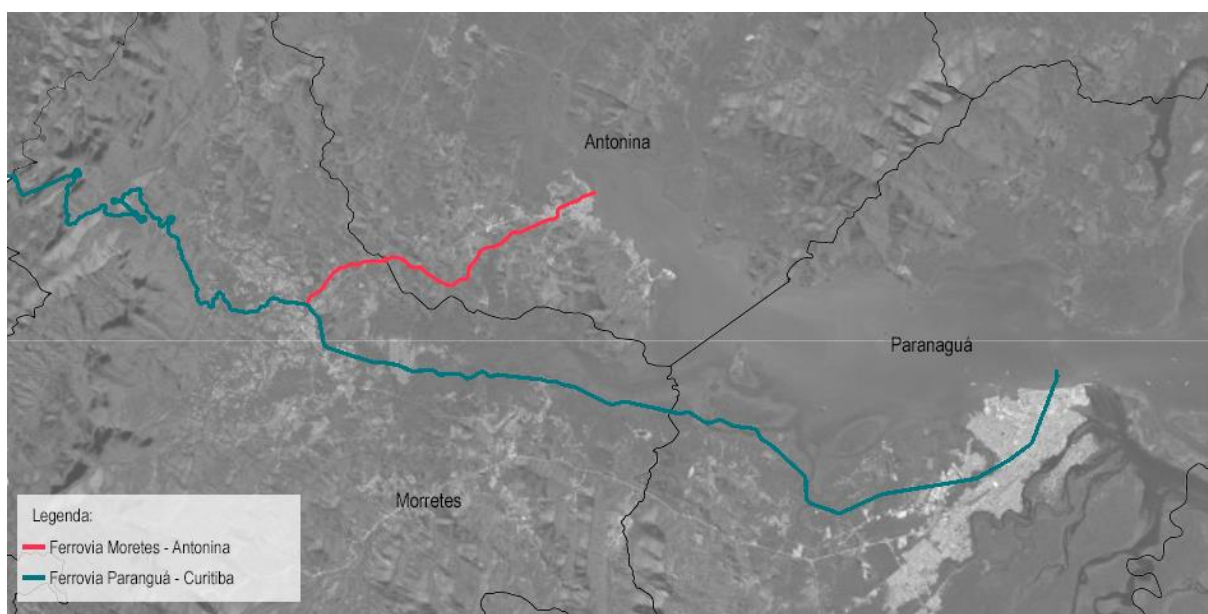 Antonina
Paranaguá
Morretes
Legenda:
Ferrovia Moretes - Antonina
Ferrovia Paranguá - Curitiba